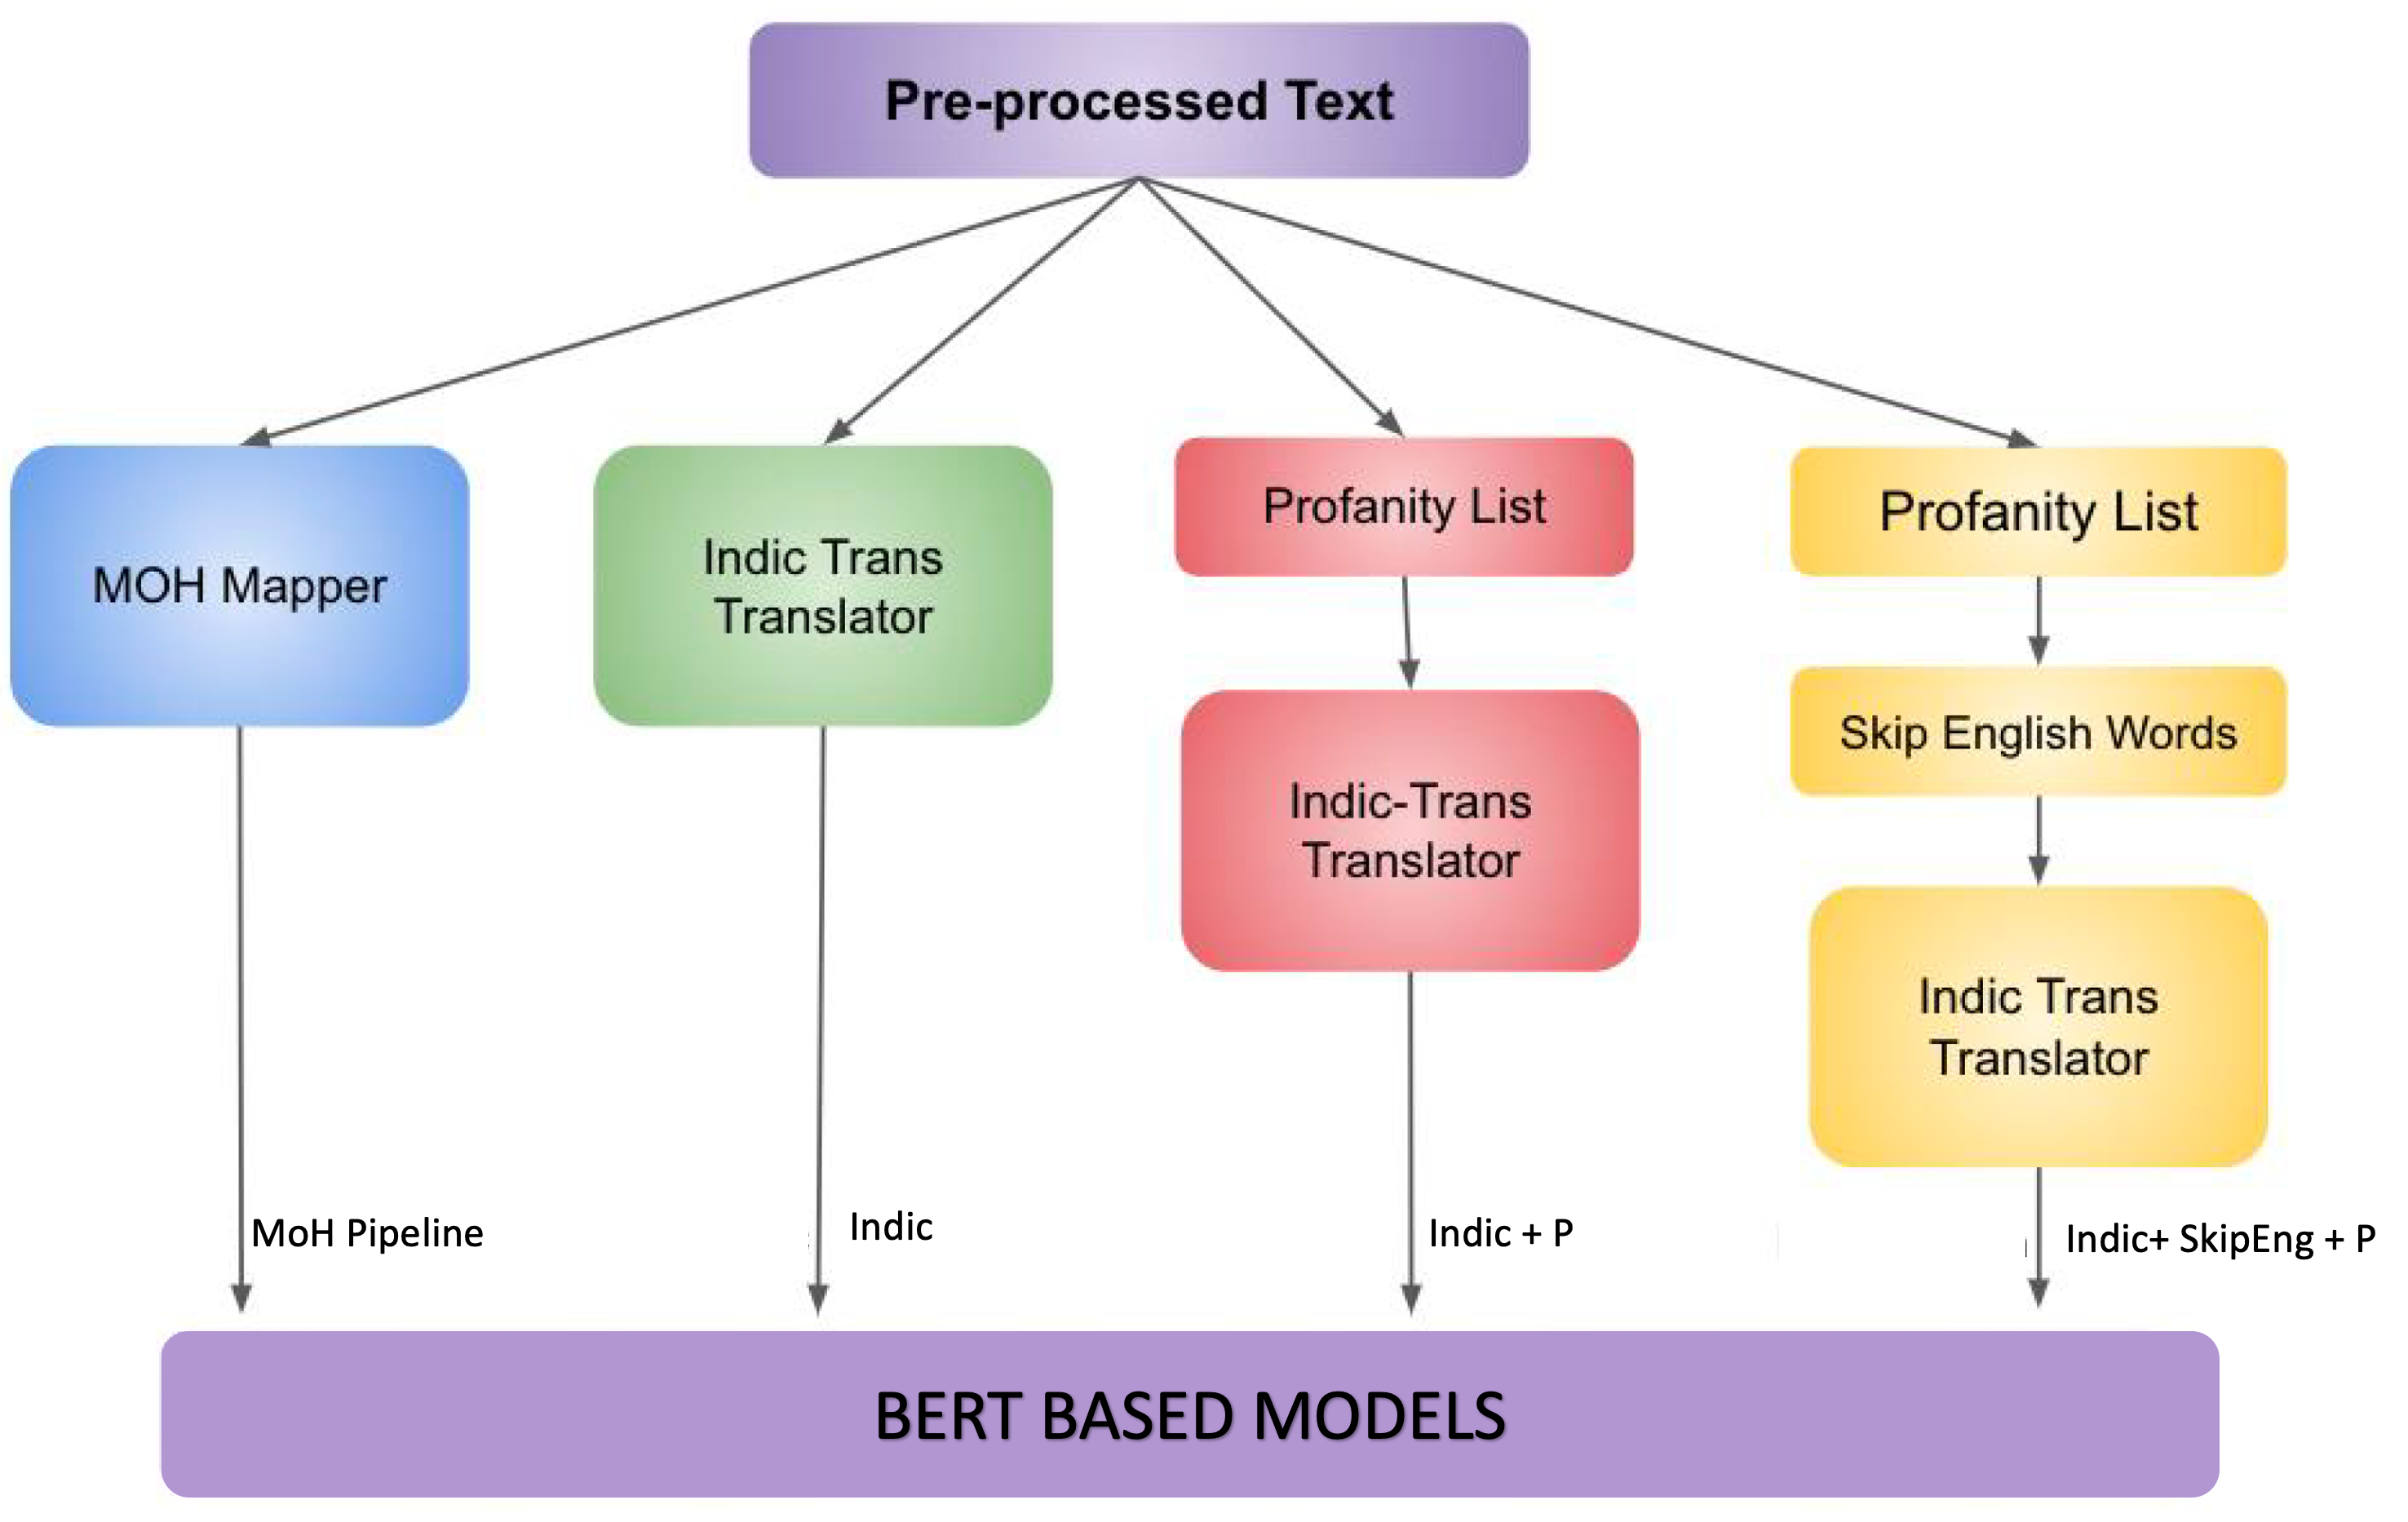 Pre-processed Text
MOH Mapper
Indic Trans
Translator
Profanity List
Indic-Trans
Translator
Profanity List
Skip English Words
Indic Trans
Translator
MoH Pipeline
Indic
Indic + P
Indic+ SkipEng + P
BERT BASED MODELS